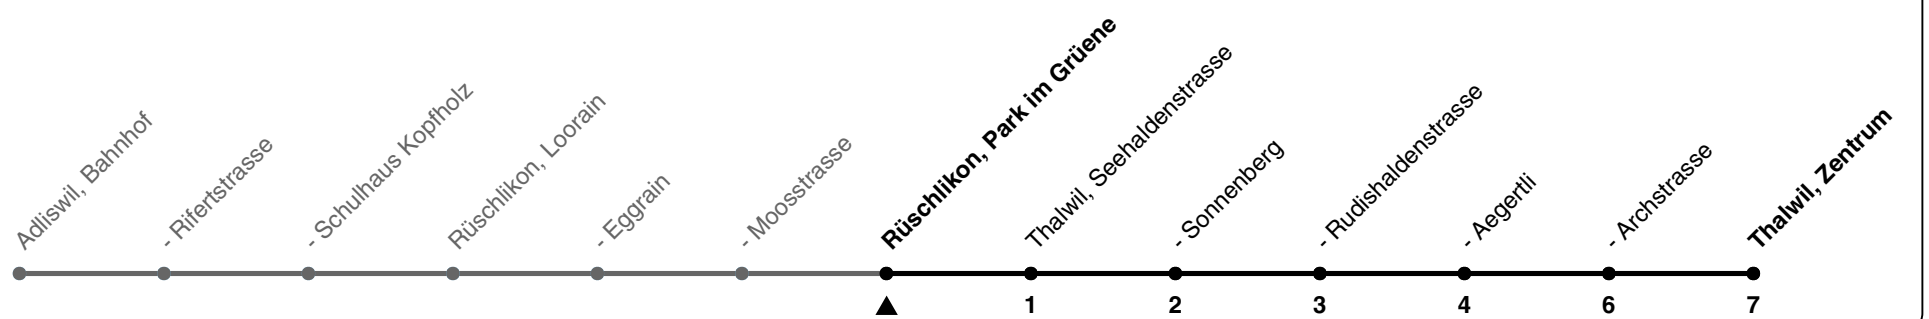 Adliswil, Bahnhof
- Rifertstrasse
- Schulhaus Kopfholz
Rüschlikon, Loorain
- Eggrain
- Moosstrasse
Rüschlikon, Park im Grüene
Thalwil, Seehaldenstrasse
- Sonnenberg
- Rudishaldenstrasse
- Aegertli
- Archstrasse
Thalwil, Zentrum
1 2 3 4 6 7